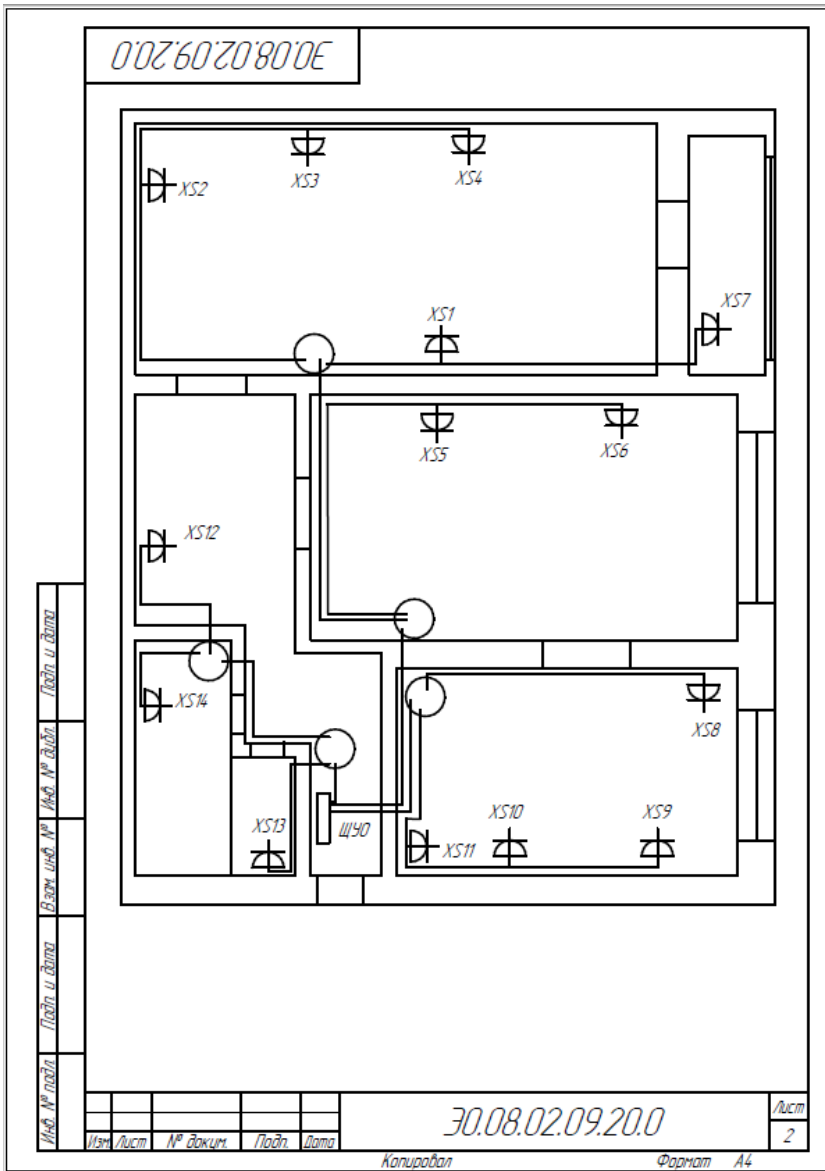 ЭО.08.02.09.20.0
XS3
XS4
XS2
XS7
XS1
XS5
XS6
XS12
XS14
XS8
XS13
ЩУО
XS10
XS9
XS11
Подп. и дата
Инв. № дубл.
Взам. инв. №
Подп. и дата
Инв. № подл.
ЭО.08.02.09.20.0
Лист
2
Изм. Лист № докум. Подп. Дата
Копировал Формат А4